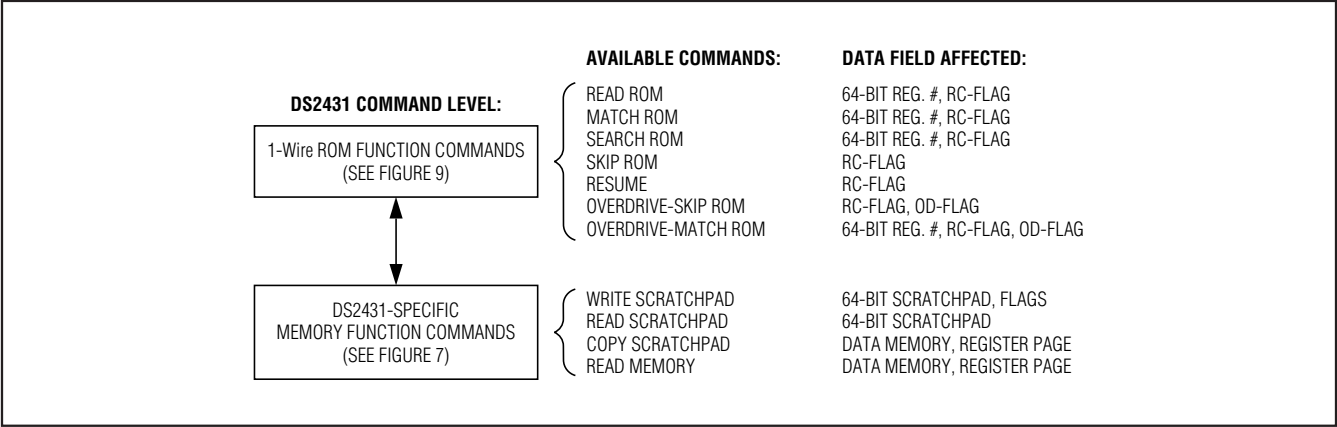 AVAILABLE COMMANDS: DATA FIELD AFFECTED:
DS2431 COMMAND LEVEL:
1-Wire ROM FUNCTION COMMANDS
(SEE FIGURE 9)
READ ROM 64-BIT REG. #, RC-FLAG
MATCH ROM 64-BIT REG. #, RC-FLAG
SEARCH ROM 64-BIT REG. #, RC-FLAG
SKIP ROM RC-FLAG
RESUME RC-FLAG
OVERDRIVE-SKIP ROM RC-FLAG, OD-FLAG
OVERDRIVE-MATCH ROM 64-BIT REG. #, RC-FLAG, OD-FLAG
DS2431-SPECIFIC
MEMORY FUNCTION COMMANDS
(SEE FIGURE 7)
WRITE SCRATCHPAD 64-BIT SCRATCHPAD, FLAGS
READ SCRATCHPAD 64-BIT SCRATCHPAD
COPY SCRATCHPAD DATA MEMORY, REGISTER PAGE
READ MEMORY DATA MEMORY, REGISTER PAGE